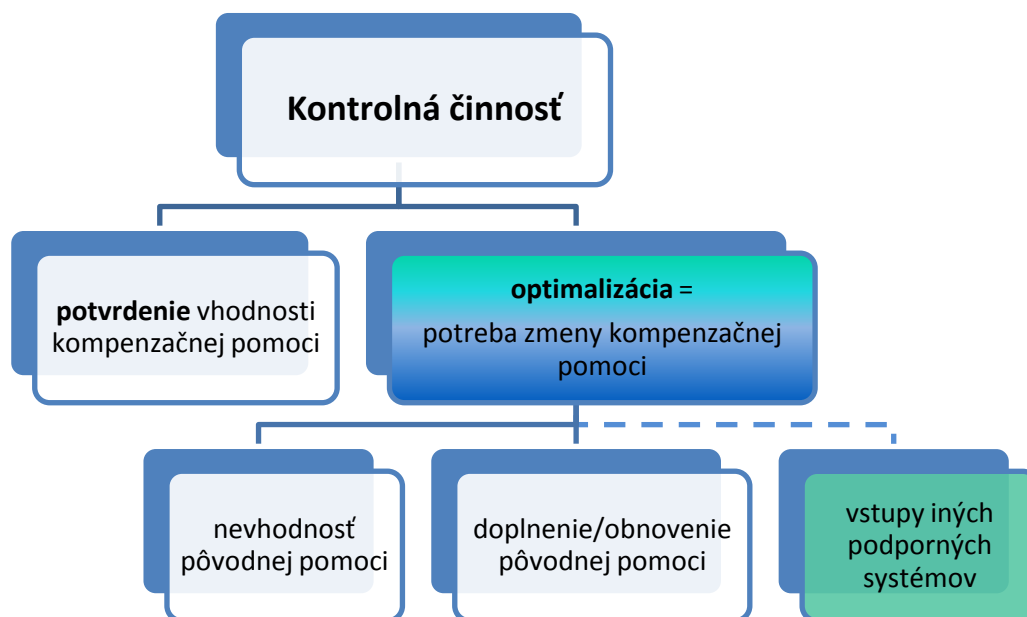 Kontrolná činnosť
potvrdenie vhodnosti
kompenzačnej pomoci
optimalizácia =
potreba zmeny kompenzačnej
pomoci
nevhodnosť
pôvodnej pomoci
doplnenie/obnovenie
pôvodnej pomoci
vstupy iných
podporných
systémov